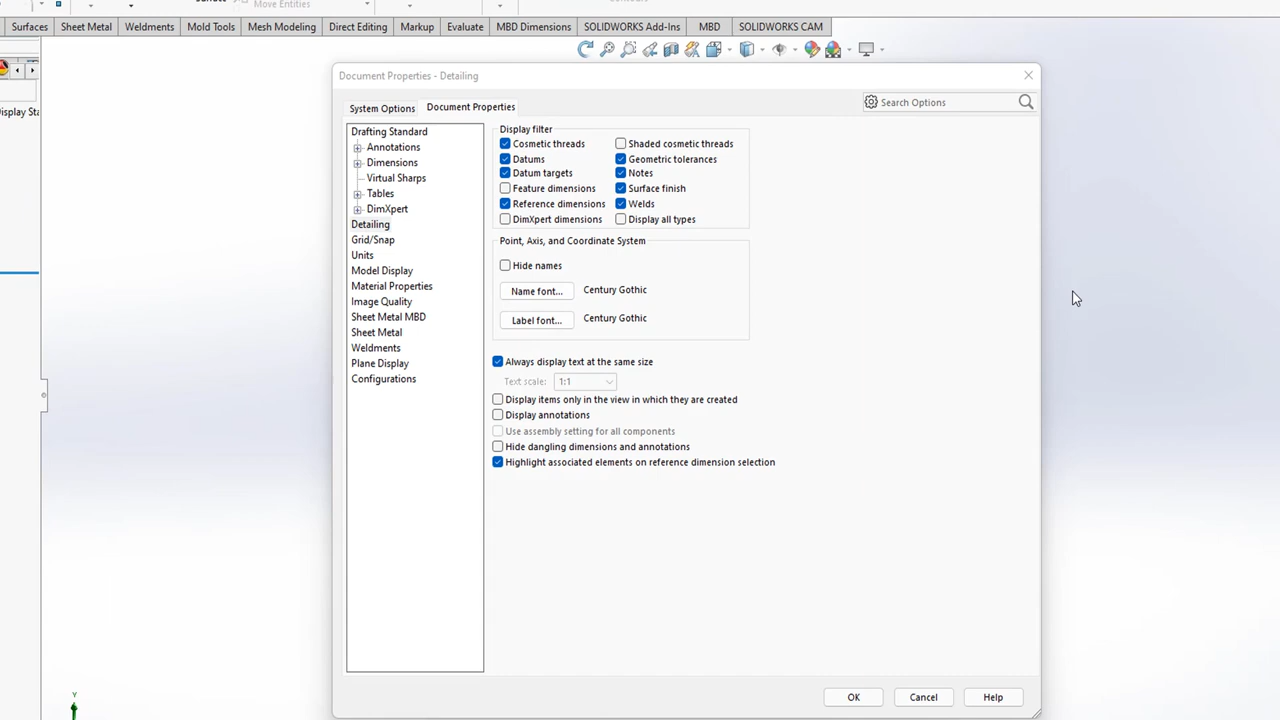 Move Entities
Surfaces Sheet Metal Weldments Mold Tools Mesh Modeling Direct Editing Markup Evaluate MBD Dimensions SOLIDWORKS Add-Ins MBD SOLIDWORKS CAM
Document Properties - Detailing
System Options Document Properties
Search Options
Display Sta
Drafting Standard
Annotations
Dimensions
Virtual Sharps
Tables
DimXpert
Detailing
Grid/Snap
Units
Model Display
Material Properties
Image Quality
Sheet Metal MBD
Sheet Metal
Weldments
Plane Display
Configurations
Display filter
Cosmetic threads Shaded cosmetic threads
Datums Geometric tolerances
Datum targets Notes
Feature dimensions Surface finish
Reference dimensions Welds
DimXpert dimensions Display all types
Point, Axis, and Coordinate System
Hide names
Name font... Century Gothic
Label font... Century Gothic
Always display text at the same size
Text scale: 1:1
Display items only in the view in which they are created
Display annotations
Use assembly setting for all components
Hide dangling dimensions and annotations
Highlight associated elements on reference dimension selection
OK Cancel Help
Y